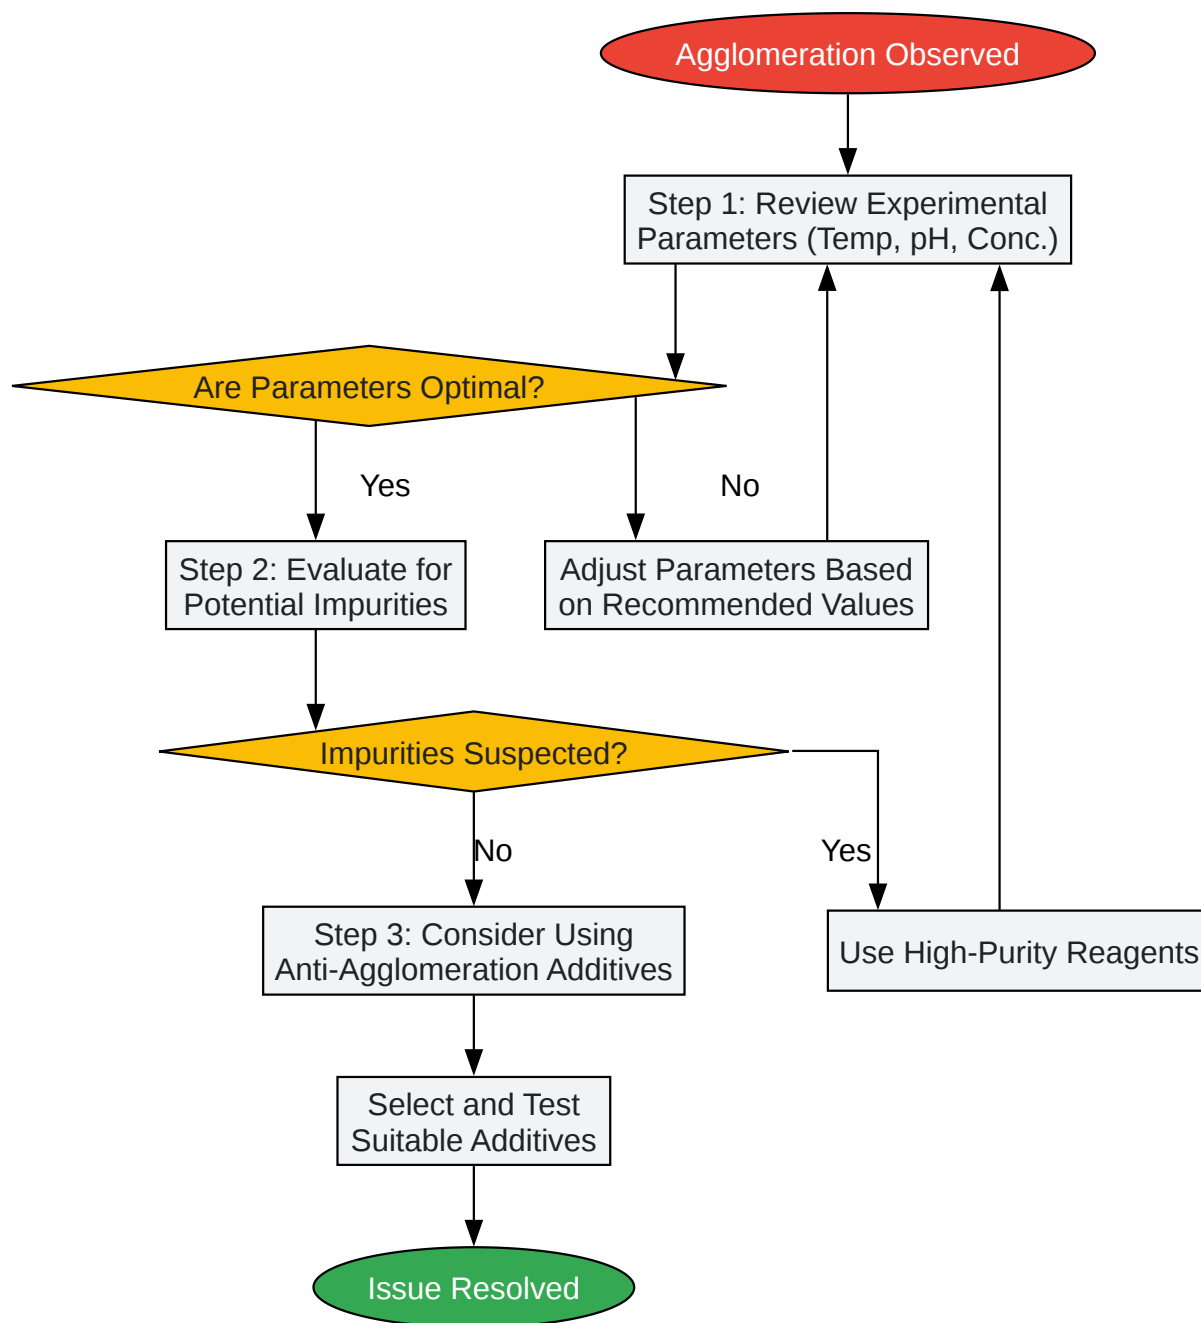 Agglomeration Observed
Step 1: Review Experimental
Parameters (Temp, pH, Conc.)
Are Parameters Optimal?
Yes
No
Step 2: Evaluate for
Potential Impurities
Adjust Parameters Based
on Recommended Values
Impurities Suspected?
No
Yes
Step 3: Consider Using
Anti-Agglomeration Additives
Use High-Purity Reagents
Select and Test
Suitable Additives
Issue Resolved